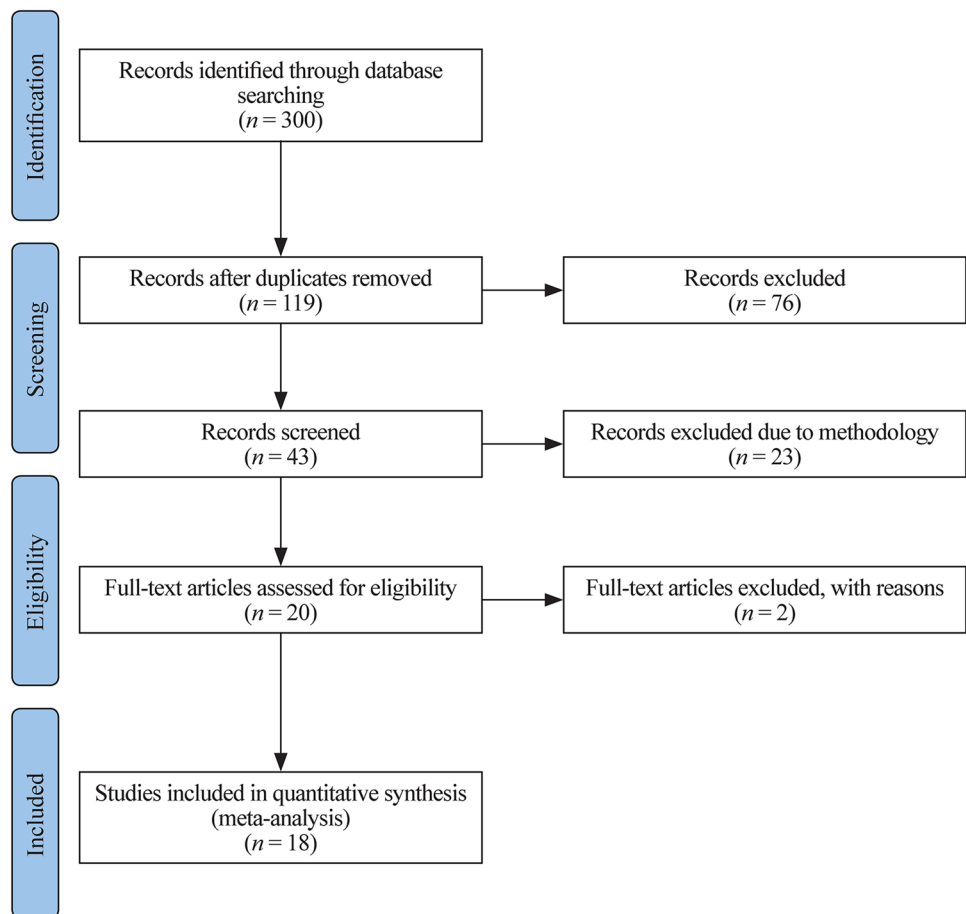 Identification
Records identified through database
searching
(n = 300)
Screening
Records after duplicates removed
(n = 119)
Records excluded
(n = 76)
Records screened
(n = 43)
Records excluded due to methodology
(n = 23)
Eligibility
Full-text articles assessed for eligibility
(n = 20)
Full-text articles excluded, with reasons
(n = 2)
Included
Studies included in quantitative synthesis
(meta-analysis)
(n = 18)